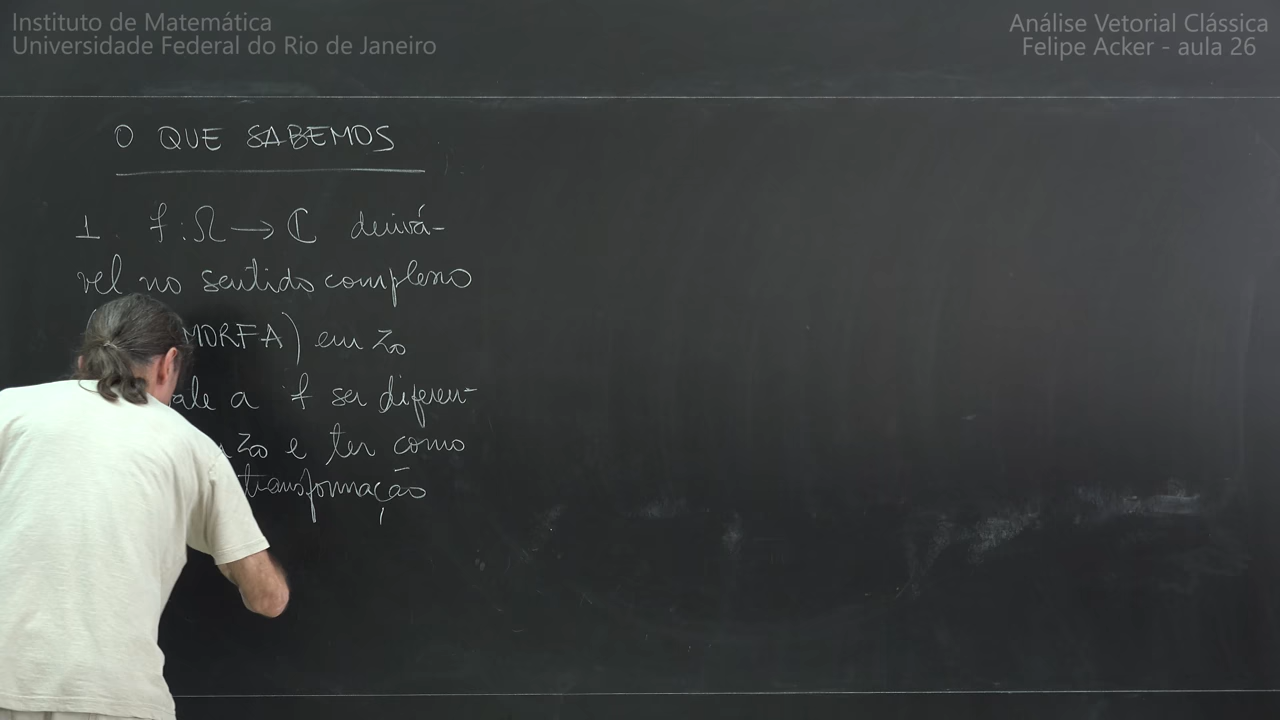 Instituto de Matemática
Universidade Federal do Rio de Janeiro
Análise Vetorial Clássica
Felipe Acker - aula 26
O QUE SABEMOS
1. f:Ω → ℂ derivá-
vel no sentido complexo
MORFA) em z₀
ale a f ser diferen-
z₀ e ter como
transformação